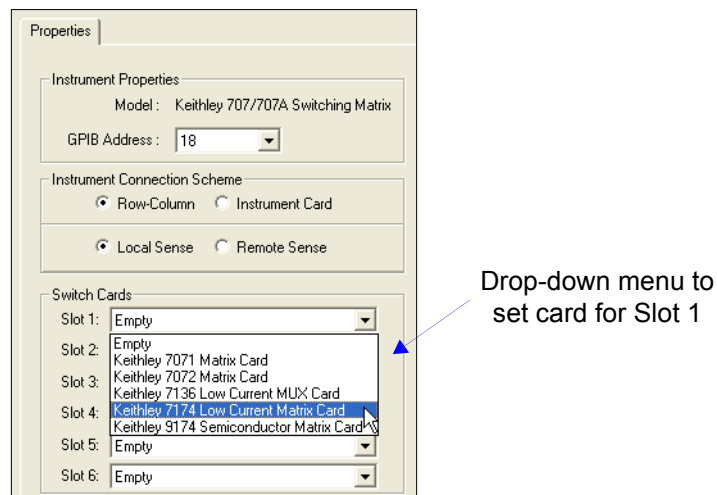 Properties
Instrument Properties
Model : Keithley 707/707A Switching Matrix
GPIB Address : 18
Instrument Connection Scheme
Row-Column Instrument Card
Local Sense Remote Sense
Switch Cards
Slot 1: Empty
Slot 2: Empty
Keithley 7071 Matrix Card
Slot 3: Keithley 7072 Matrix Card
Keithley 7136 Low Current MUX Card
Slot 4: Keithley 7174 Low Current Matrix Card
Keithley 9174 Semiconductor Matrix Card
Slot 5: Empty
Slot 6: Empty
Drop-down menu to
set card for Slot 1